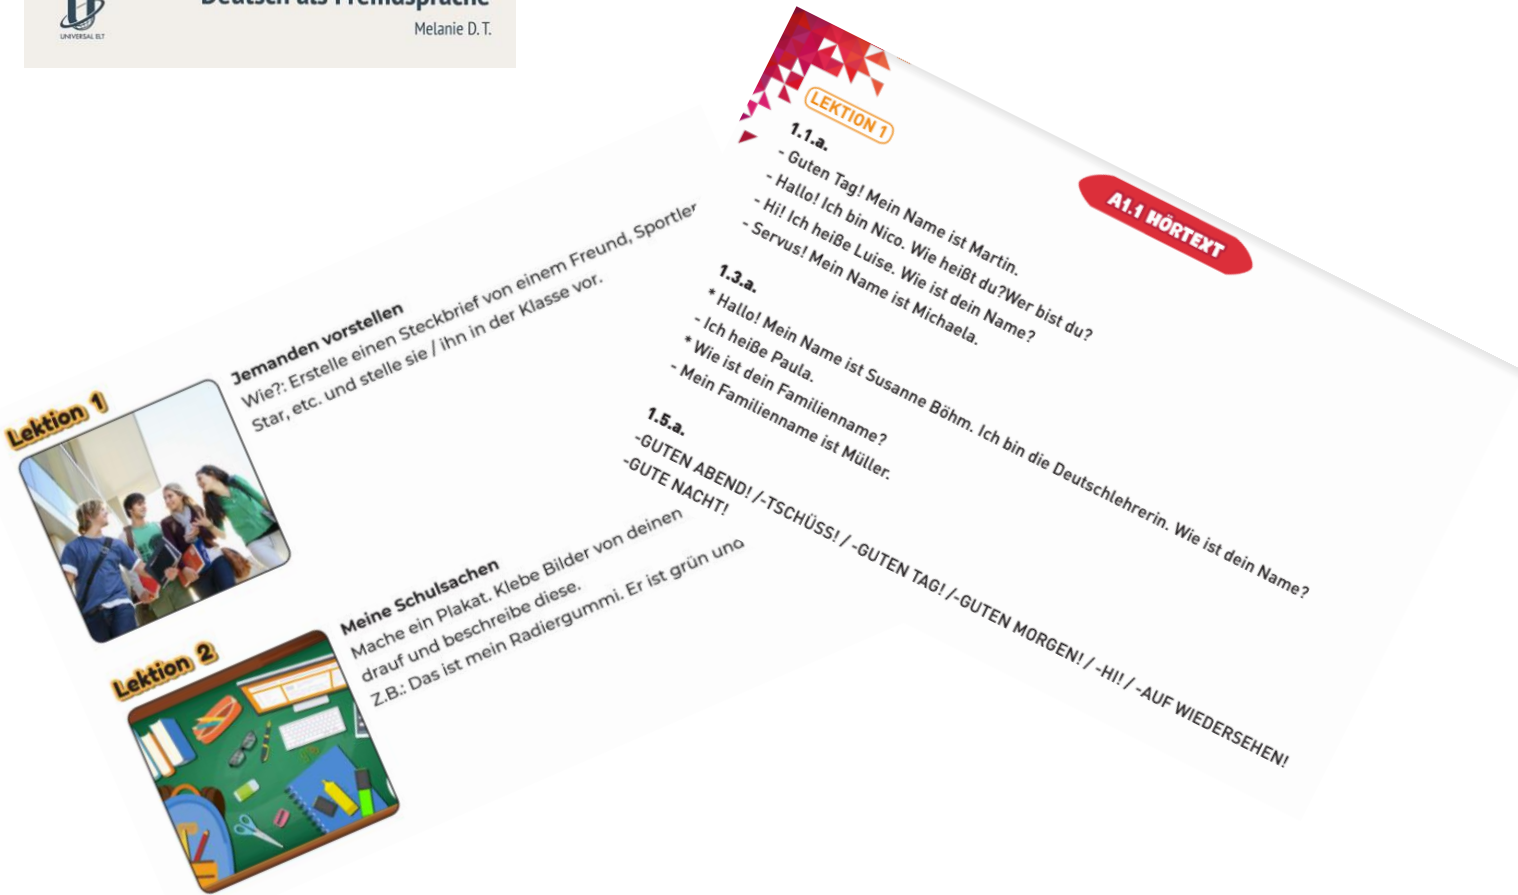 Deutsch als Fremdsprache
Melanie D. T.
UNIVERSAL ELT
Lektion 1
Jemanden vorstellen
Wie?: Erstelle einen Steckbrief von einem Freund, Sportler
Star, etc. und stelle sie / ihn in der Klasse vor.
Lektion 2
Meine Schulsachen
Mache ein Plakat. Klebe Bilder von deinen
drauf und beschreibe diese.
Z.B.: Das ist mein Radiergummi. Er ist grün und
LEKTION 1
A1.1 HÖRTEXT
1.1.a.
- Guten Tag! Mein Name ist Martin.
- Hallo! Ich bin Nico. Wie heißt du?Wer bist du?
- Hi! Ich heiße Luise. Wie ist dein Name?
- Servus! Mein Name ist Michaela.
1.3.a.
* Hallo! Mein Name ist Susanne Böhm. Ich bin die Deutschlehrerin. Wie ist dein Name?
- Ich heiße Paula.
* Wie ist dein Familienname?
- Mein Familienname ist Müller.
1.5.a.
-GUTEN ABEND! /-TSCHÜSS! / -GUTEN TAG! /-GUTEN MORGEN! / -HI! / -AUF WIEDERSEHEN!
-GUTE NACHT!